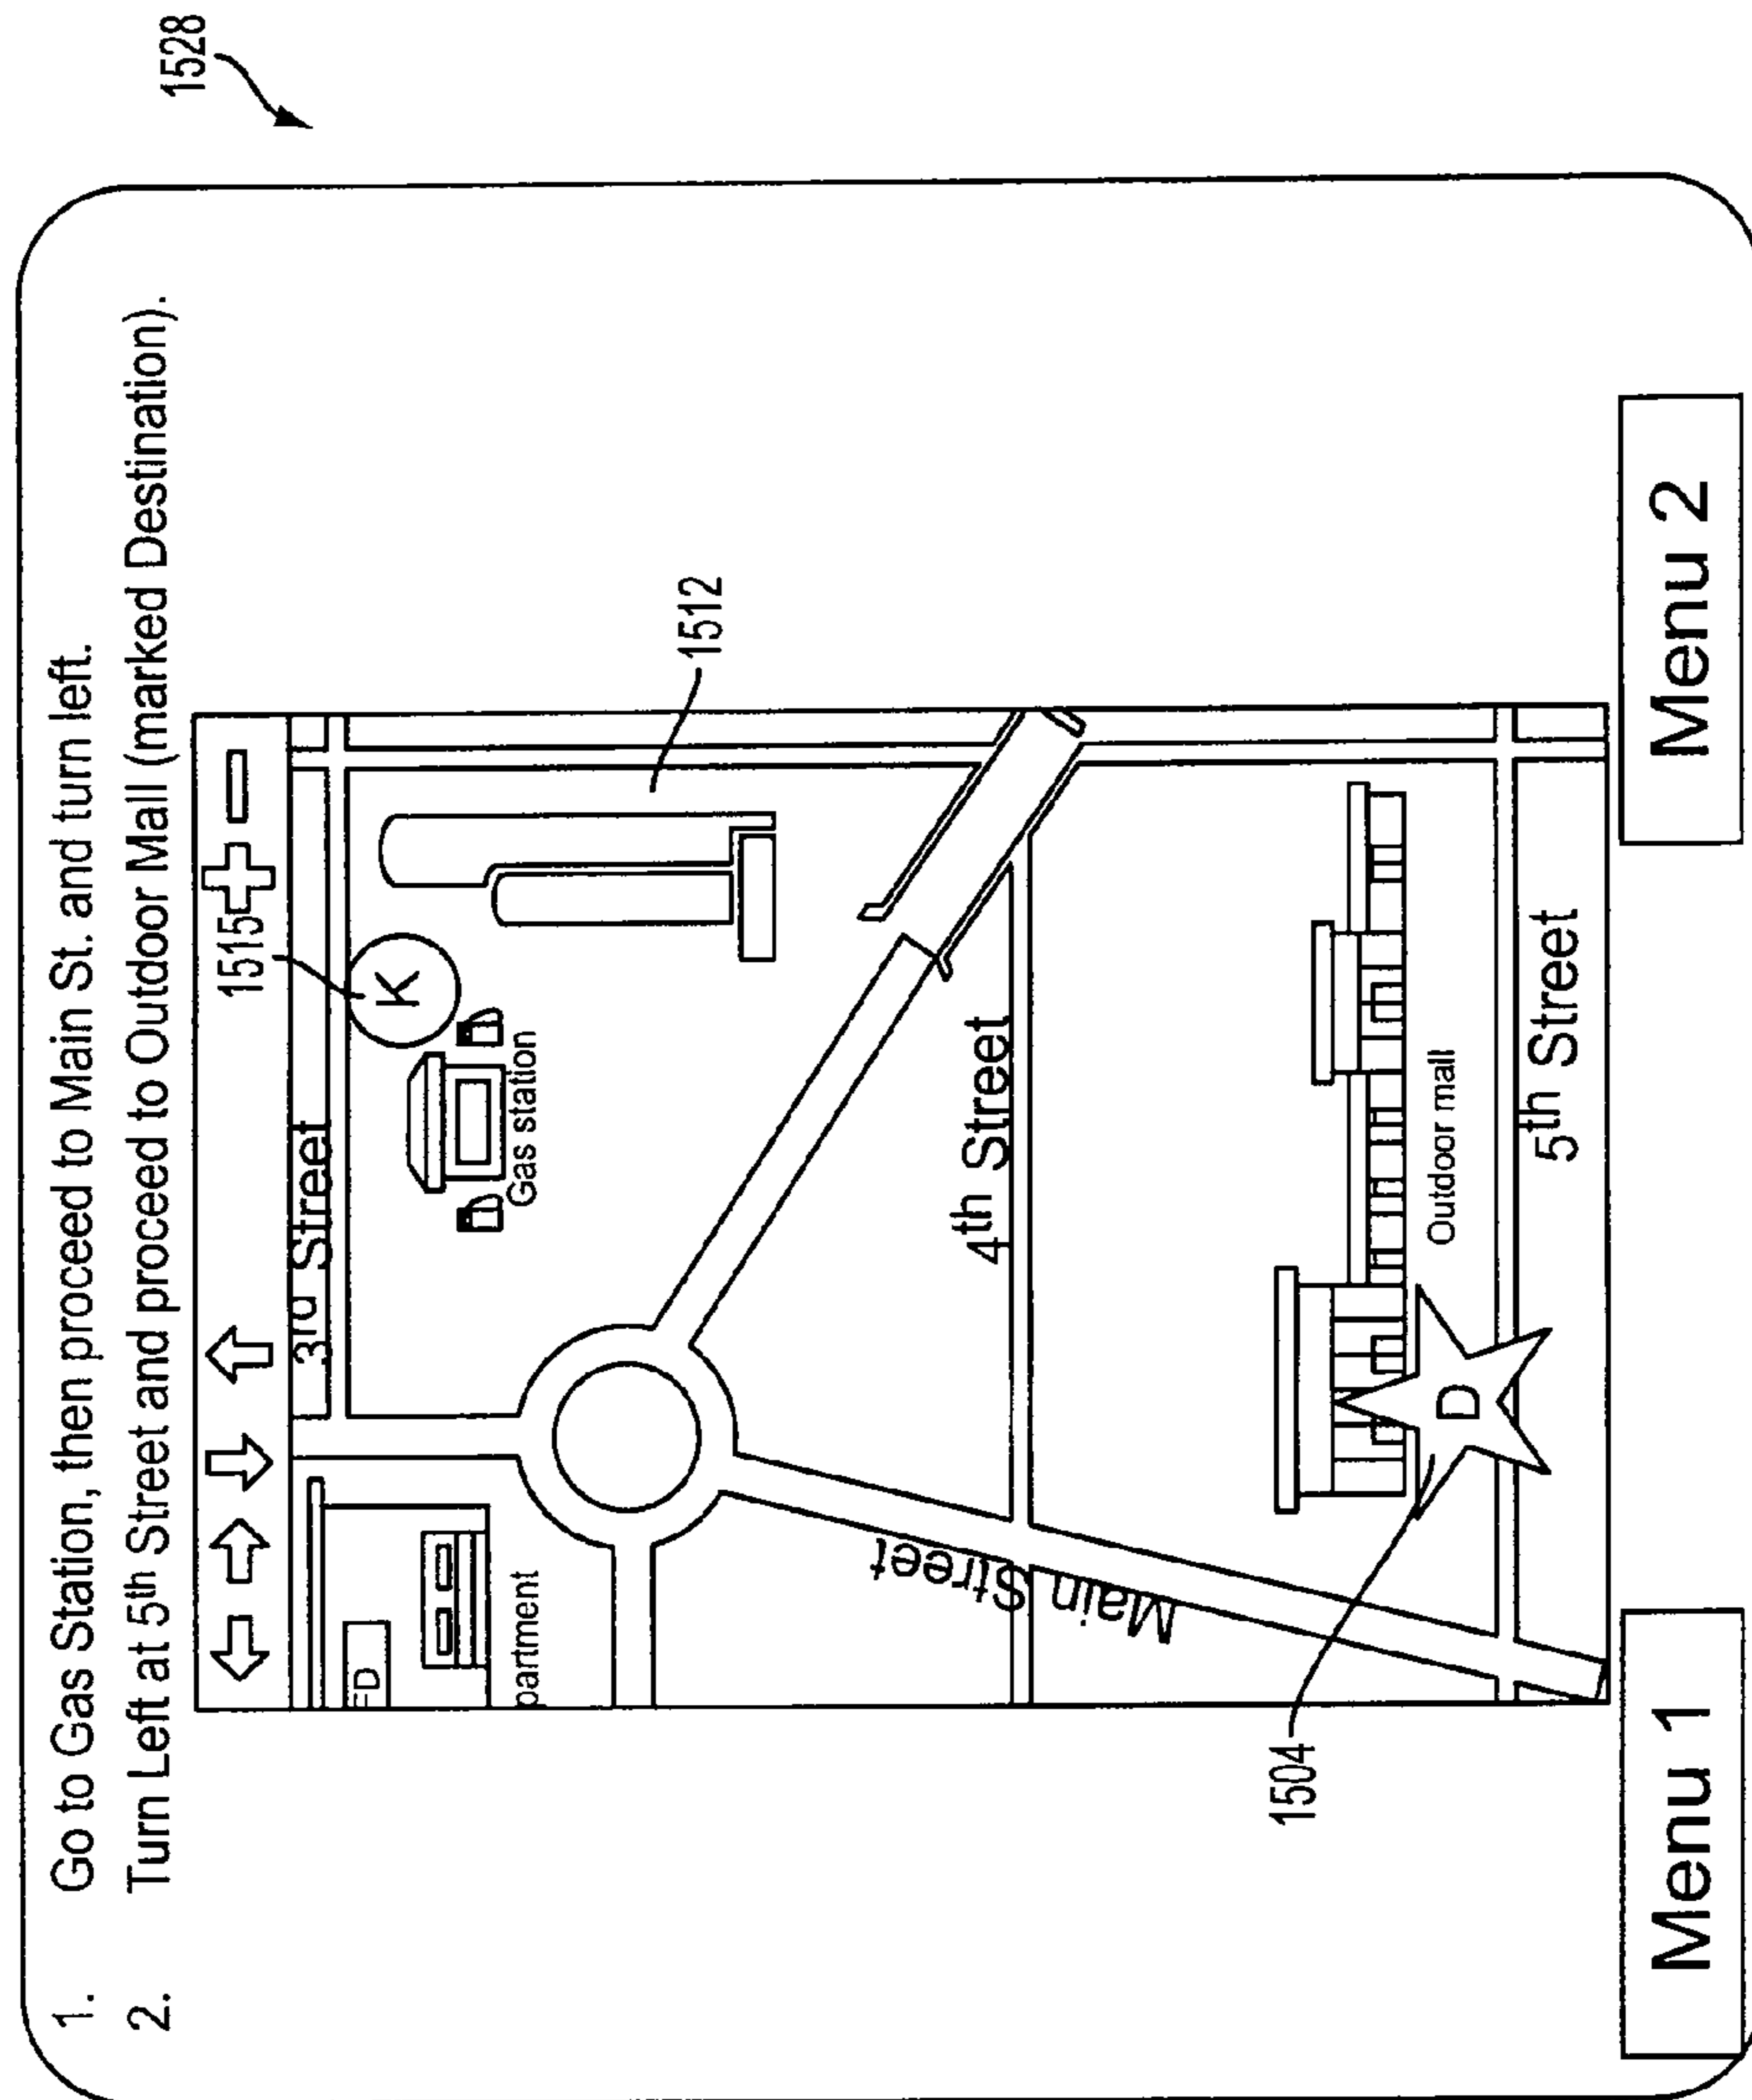 1528
1. Go to Gas Station, then proceed to Main St. and turn left.
2. Turn Left at 5th Street and proceed to Outdoor Mall (marked Destination).
1515
3rd Street
K
FD
Gas station
partment
1512
Main Street
4th Street
Outdoor mall
D
1504
5th Street
Menu 1
Menu 2